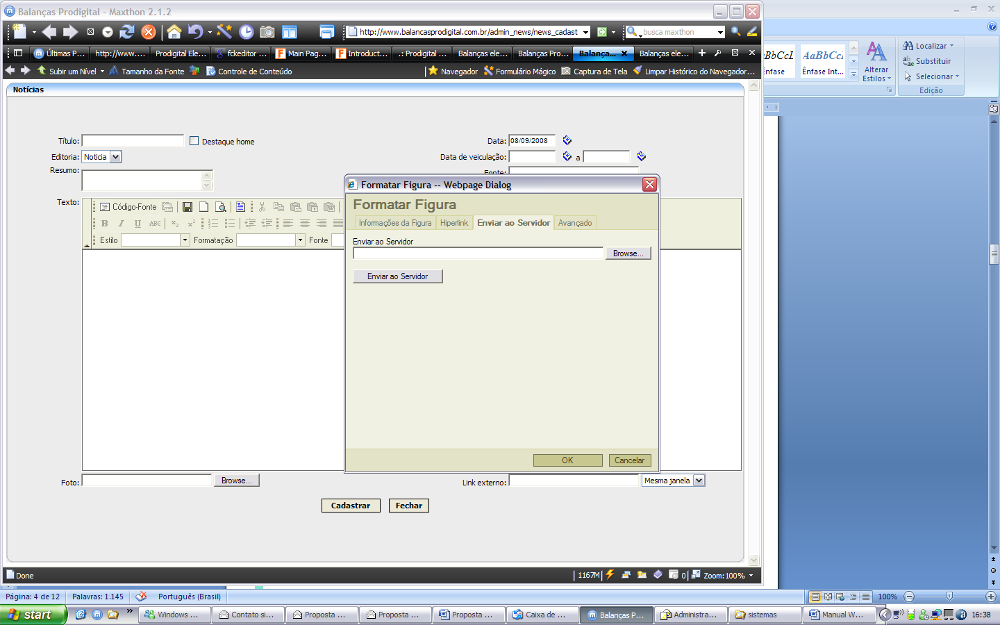 Balanças Prodigital - Maxthon 2.1.2
http://www.balancasprodigital.com.br/admin_news/news_cadast
busca maxthon
Últimas P...
http://www....
Prodigital Ele...
fckeditor ...
Main Pag...
Introduct...
.: Prodigital ...
Balanças ele...
Balanças Pro...
Balança...
Balanças ele...
Subir um Nível
Tamanho da Fonte
Controle de Conteúdo
Navegador
Formulário Mágico
Captura de Tela
Limpar Histórico do Navegador...
AaBbCcL
AaBbCcI
Ênfase
Ênfase Int...
Alterar
Estilos
Localizar
Substituir
Selecionar
Edição
Notícias
Título:
Destaque home
Data: 08/09/2008
Editoria: Noticia
Data de veiculação:
a
Resumo:
Fonte:
Texto:
Código-Fonte
Estilo
Formatação
Fonte
Formatar Figura -- Webpage Dialog
Formatar Figura
Informações da Figura
Hiperlink
Enviar ao Servidor
Avançado
Enviar ao Servidor
Browse...
Enviar ao Servidor
OK
Cancelar
Foto:
Browse...
Link externo:
Mesma janela
Cadastrar
Fechar
Done
1167M
0
Zoom:100%
Página: 4 de 12
Palavras: 1.145
Português (Brasil)
100%
start
Windows ...
Contato si...
Proposta ...
Proposta ...
Proposta ...
Caixa de ...
Balanças P...
Administra...
sistemas
Manual W...
16:38